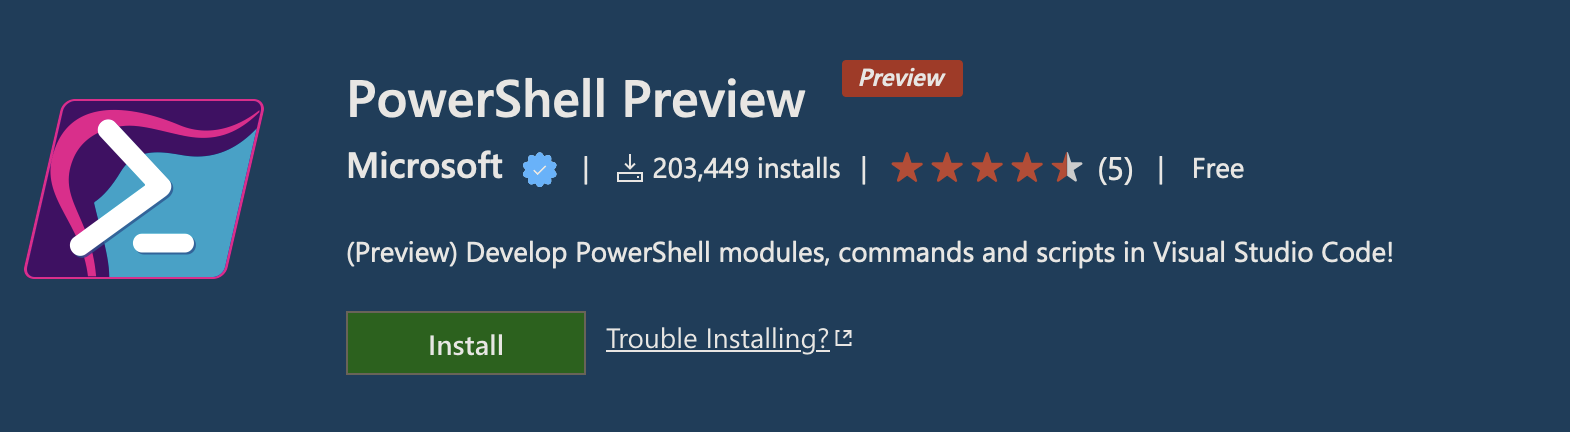 PowerShell Preview Preview
Microsoft | 203,449 installs | (5) | Free
(Preview) Develop PowerShell modules, commands and scripts in Visual Studio Code!
Install Trouble Installing?